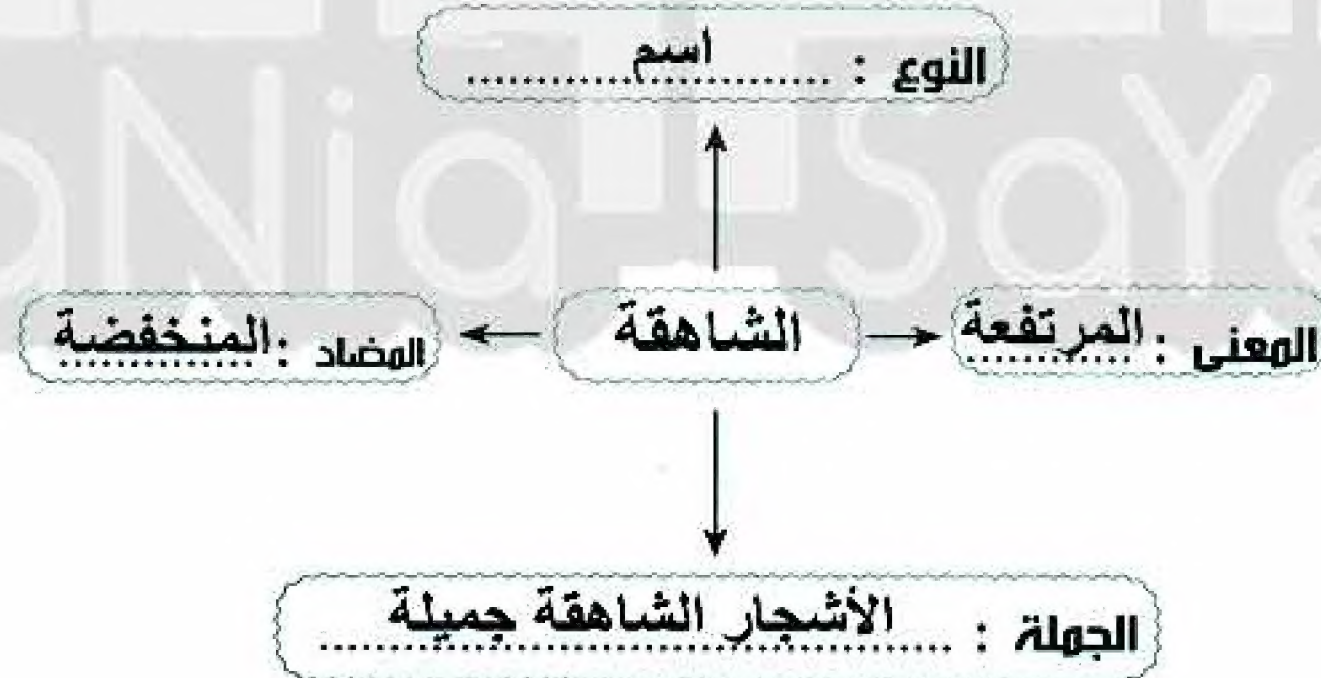 النوع : اسم
المعنى : المرتفعة
الشاهقة
المضاد : المنخفضة
الجملة : الأشجار الشاهقة جميلة